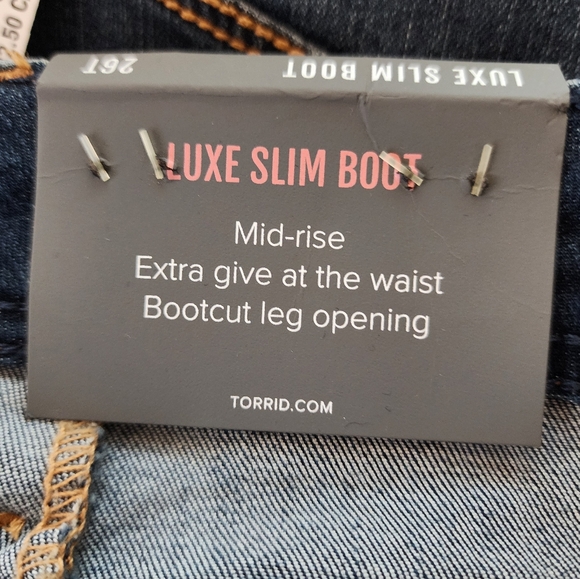 26T LUXE SLIM BOOT
LUXE SLIM BOOT
Mid-rise
Extra give at the waist
Bootcut leg opening
TORRID.COM